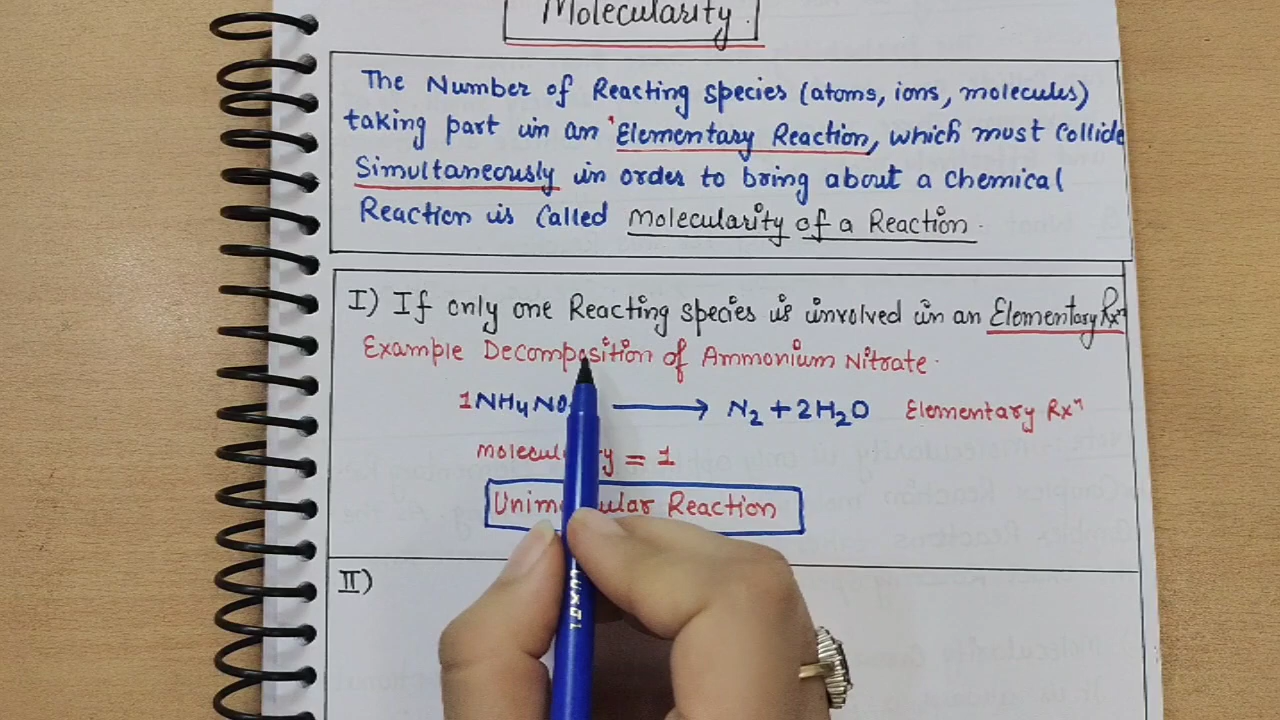 Molecularity.
The Number of Reacting species (atoms, ions, molecules)
taking part in an Elementary Reaction, which must collide
Simultaneously in order to bring about a chemical
Reaction is called molecularity of a Reaction.
I) If only one Reacting species is involved in an Elementary Rxⁿ
Example Decomposition of Ammonium Nitrate.
1NH4NO → N2 + 2H2O Elementary Rxⁿ
= 1
Reaction
II)
LUXOR